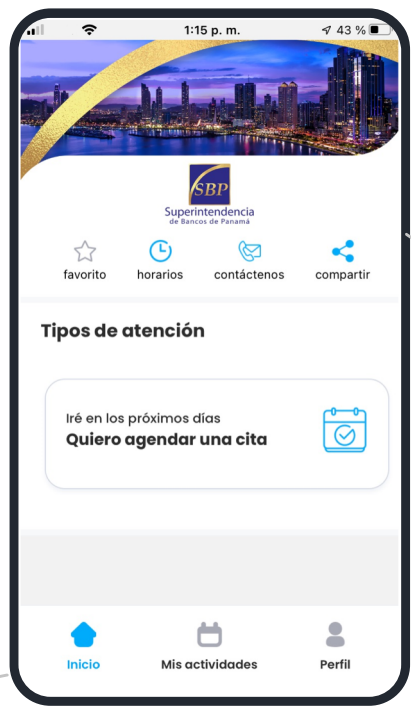 1:15 p. m.
43 %
SBP
Superintendencia
de Bancos de Panamá
favorito
horarios
contáctenos
compartir
Tipos de atención
Iré en los próximos días
Quiero agendar una cita
Inicio
Mis actividades
Perfil